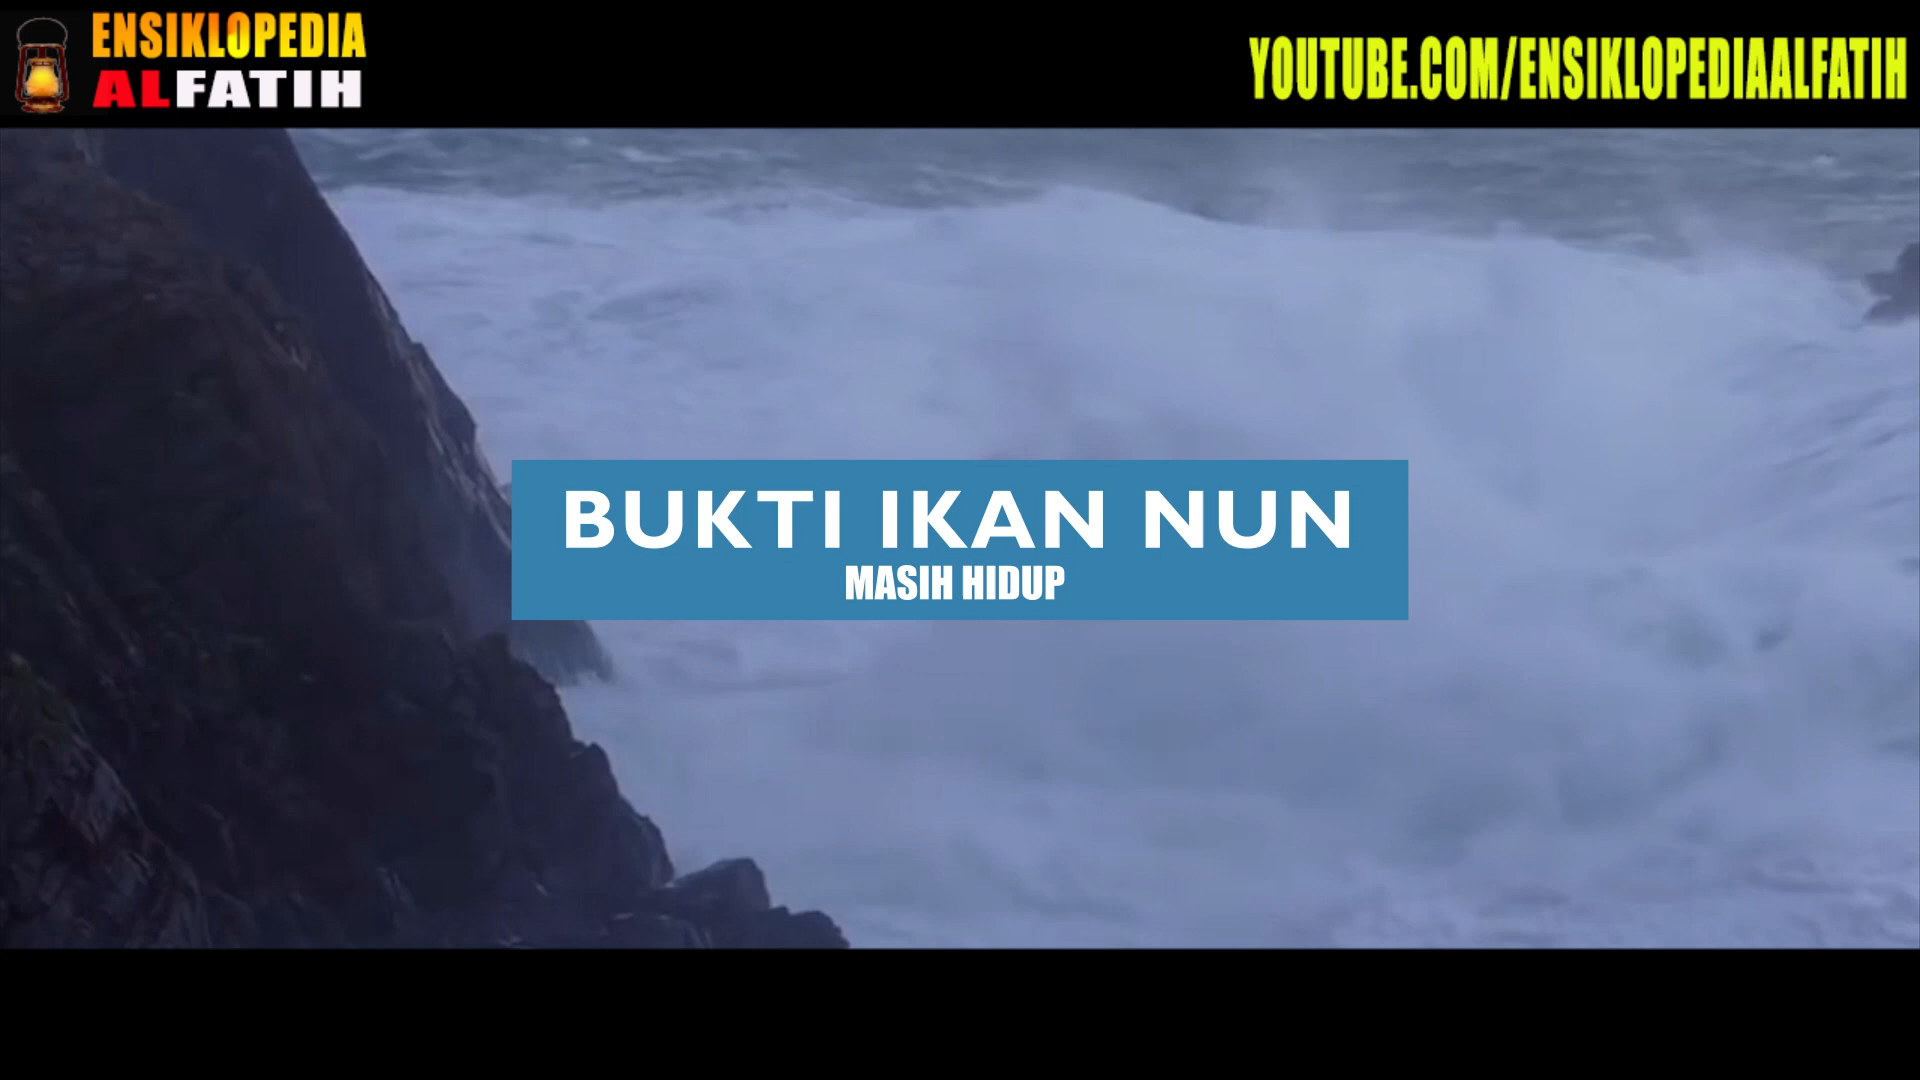 ENSIKLOPEDIA
ALFATIH
YOUTUBE.COM/ENSIKLOPEDIAALFATIH
BUKTI IKAN NUN
MASIH HIDUP